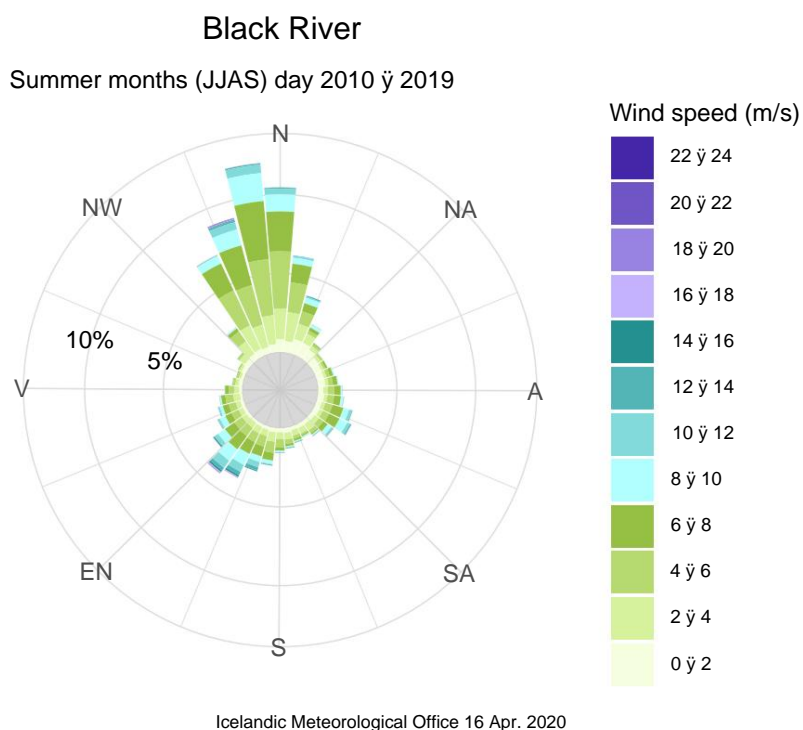 Black River
Summer months (JJAS) day 2010 ÿ 2019
Wind speed (m/s)
N
22 ÿ 24
20 ÿ 22
NW
NA
18 ÿ 20
16 ÿ 18
10%
14 ÿ 16
5%
V
A
12 ÿ 14
10 ÿ 12
8 ÿ 10
6 ÿ 8
EN
SA
4 ÿ 6
2 ÿ 4
S
0 ÿ 2
Icelandic Meteorological Office 16 Apr. 2020